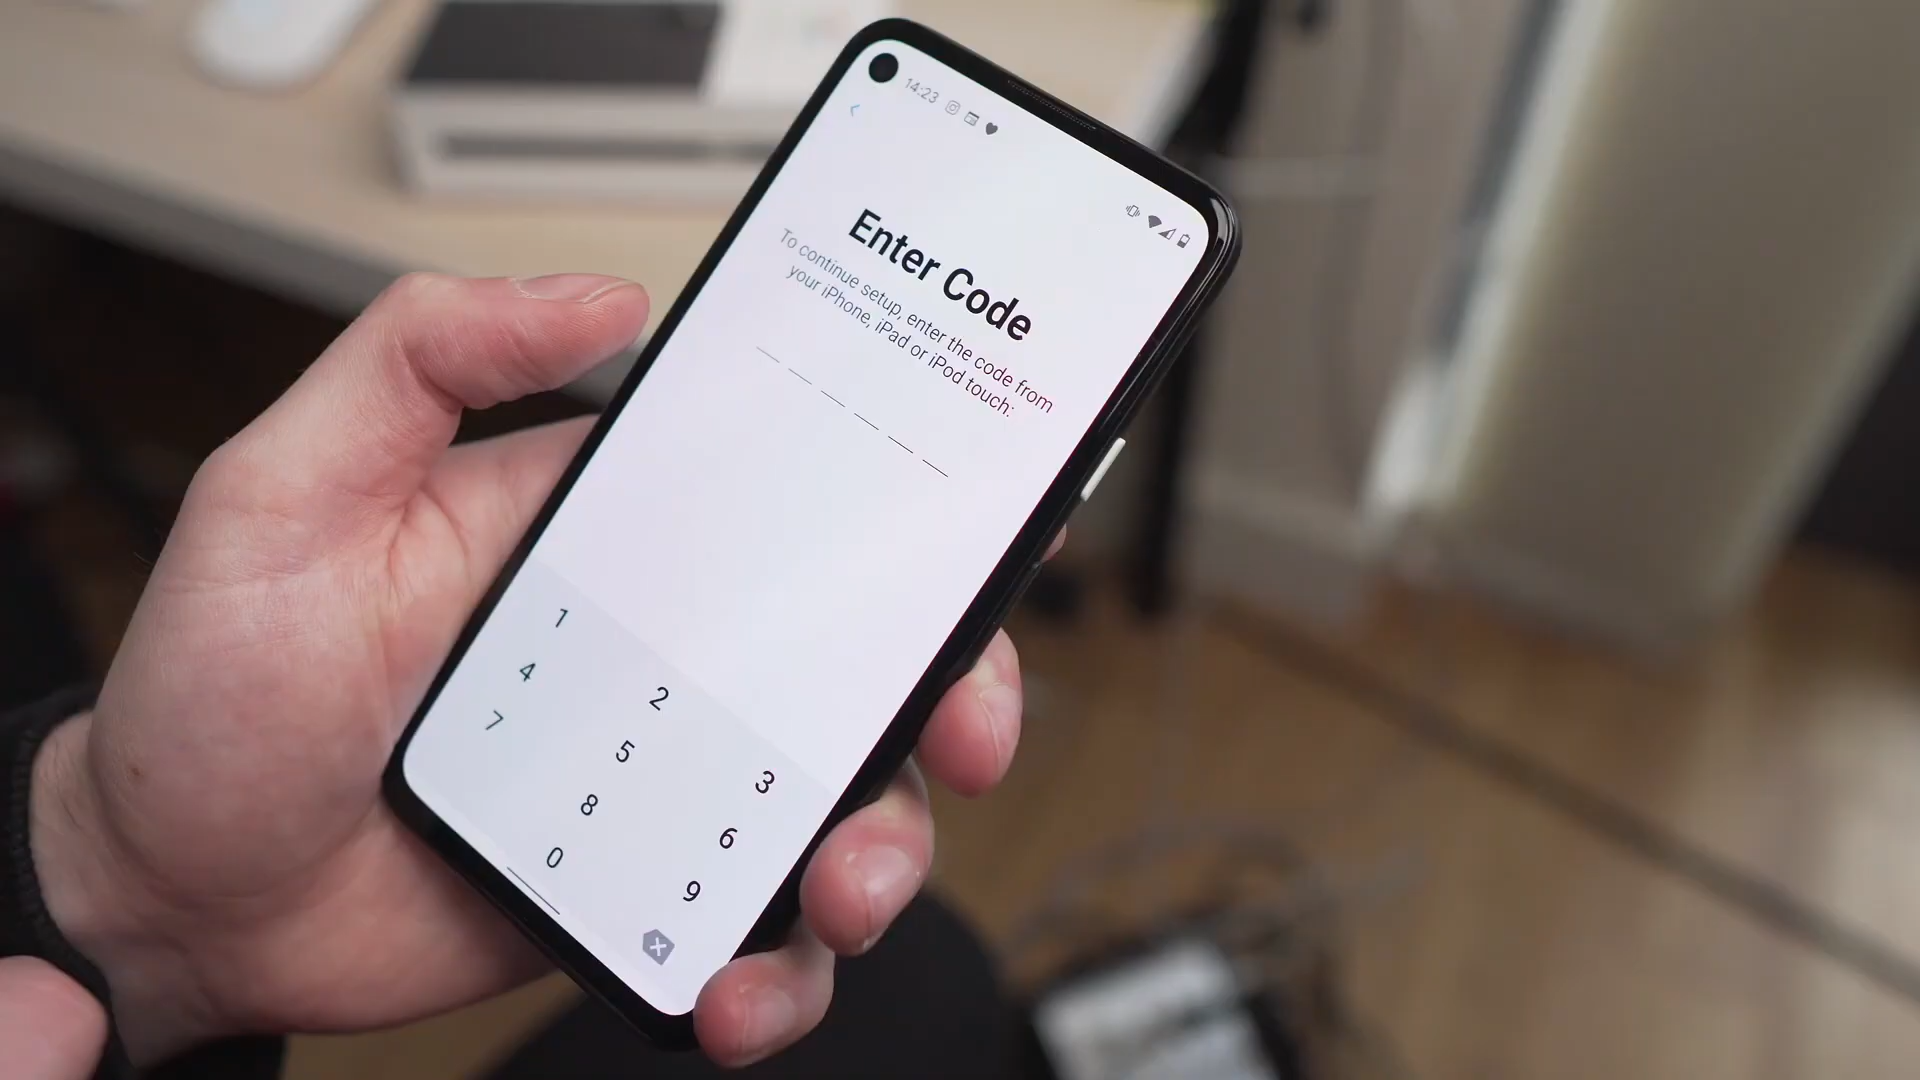 14:23
Enter Code
To continue setup, enter the code from
your iPhone, iPad or iPod touch:
1 2 3
4 5 6
7 8 9
0